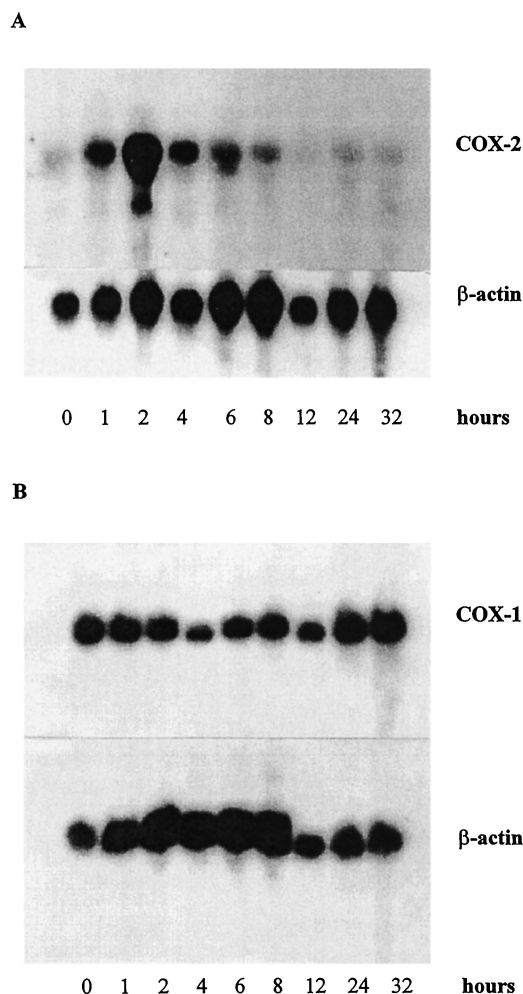 A
COX-2
β-actin
0 1 2 4 6 8 12 24 32 hours
B
COX-1
β-actin
0 1 2 4 6 8 12 24 32 hours